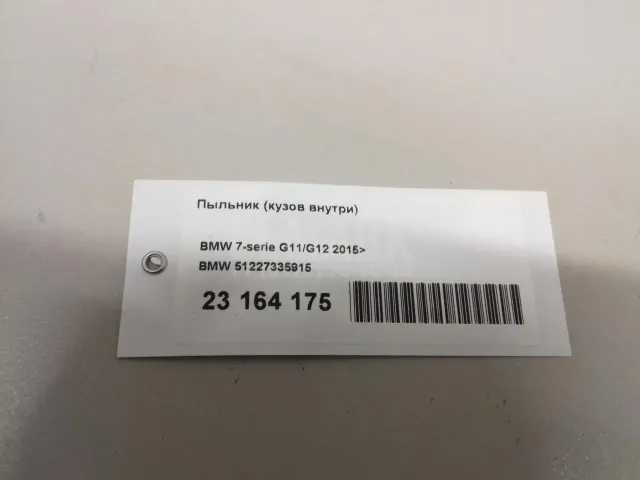 Пыльник (кузов внутри)
BMW 7-serie G11/G12 2015>
BMW 51227335915
23 164 175